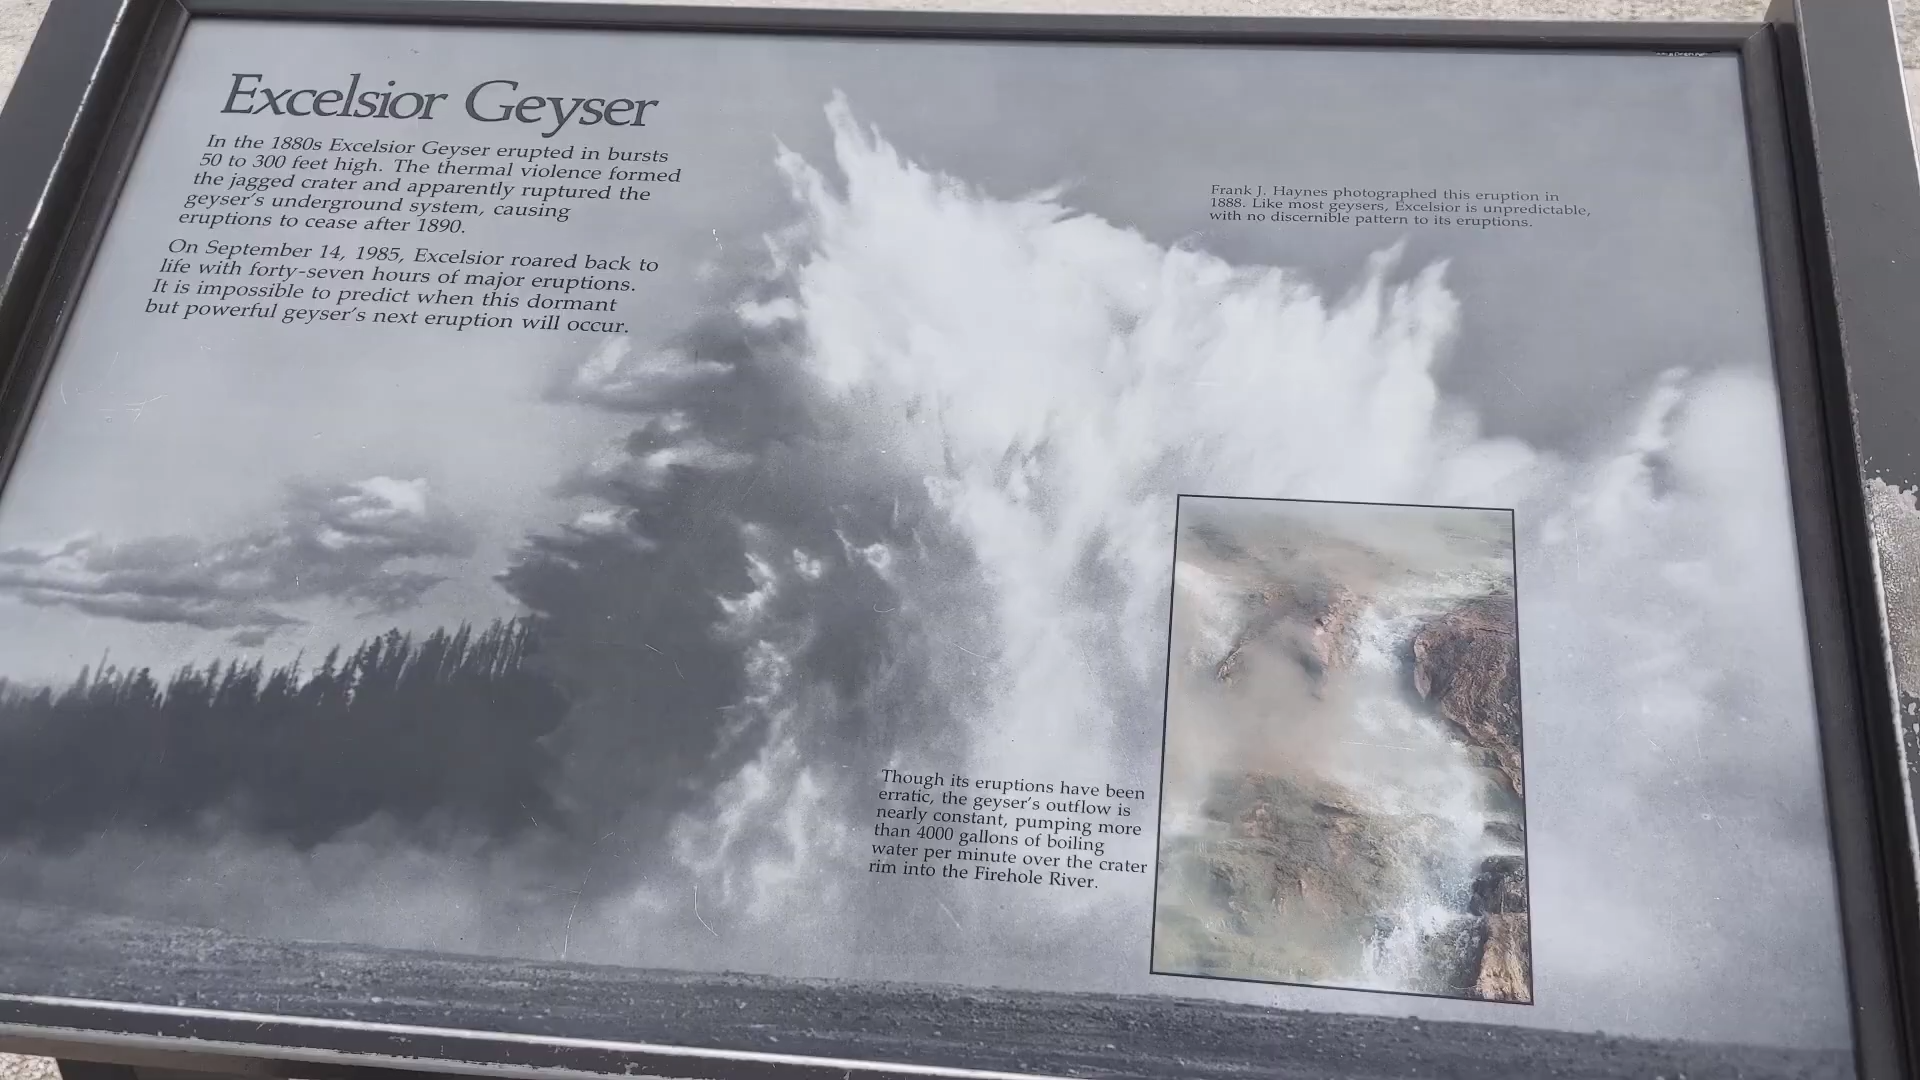 Excelsior Geyser
In the 1880s Excelsior Geyser erupted in bursts
50 to 300 feet high. The thermal violence formed
the jagged crater and apparently ruptured the
geyser's underground system, causing
eruptions to cease after 1890.
On September 14, 1985, Excelsior roared back to
life with forty-seven hours of major eruptions.
It is impossible to predict when this dormant
but powerful geyser's next eruption will occur.
Frank J. Haynes photographed this eruption in
1888. Like most geysers, Excelsior is unpredictable,
with no discernible pattern to its eruptions.
Though its eruptions have been
erratic, the geyser's outflow is
nearly constant, pumping more
than 4000 gallons of boiling
water per minute over the crater
rim into the Firehole River.